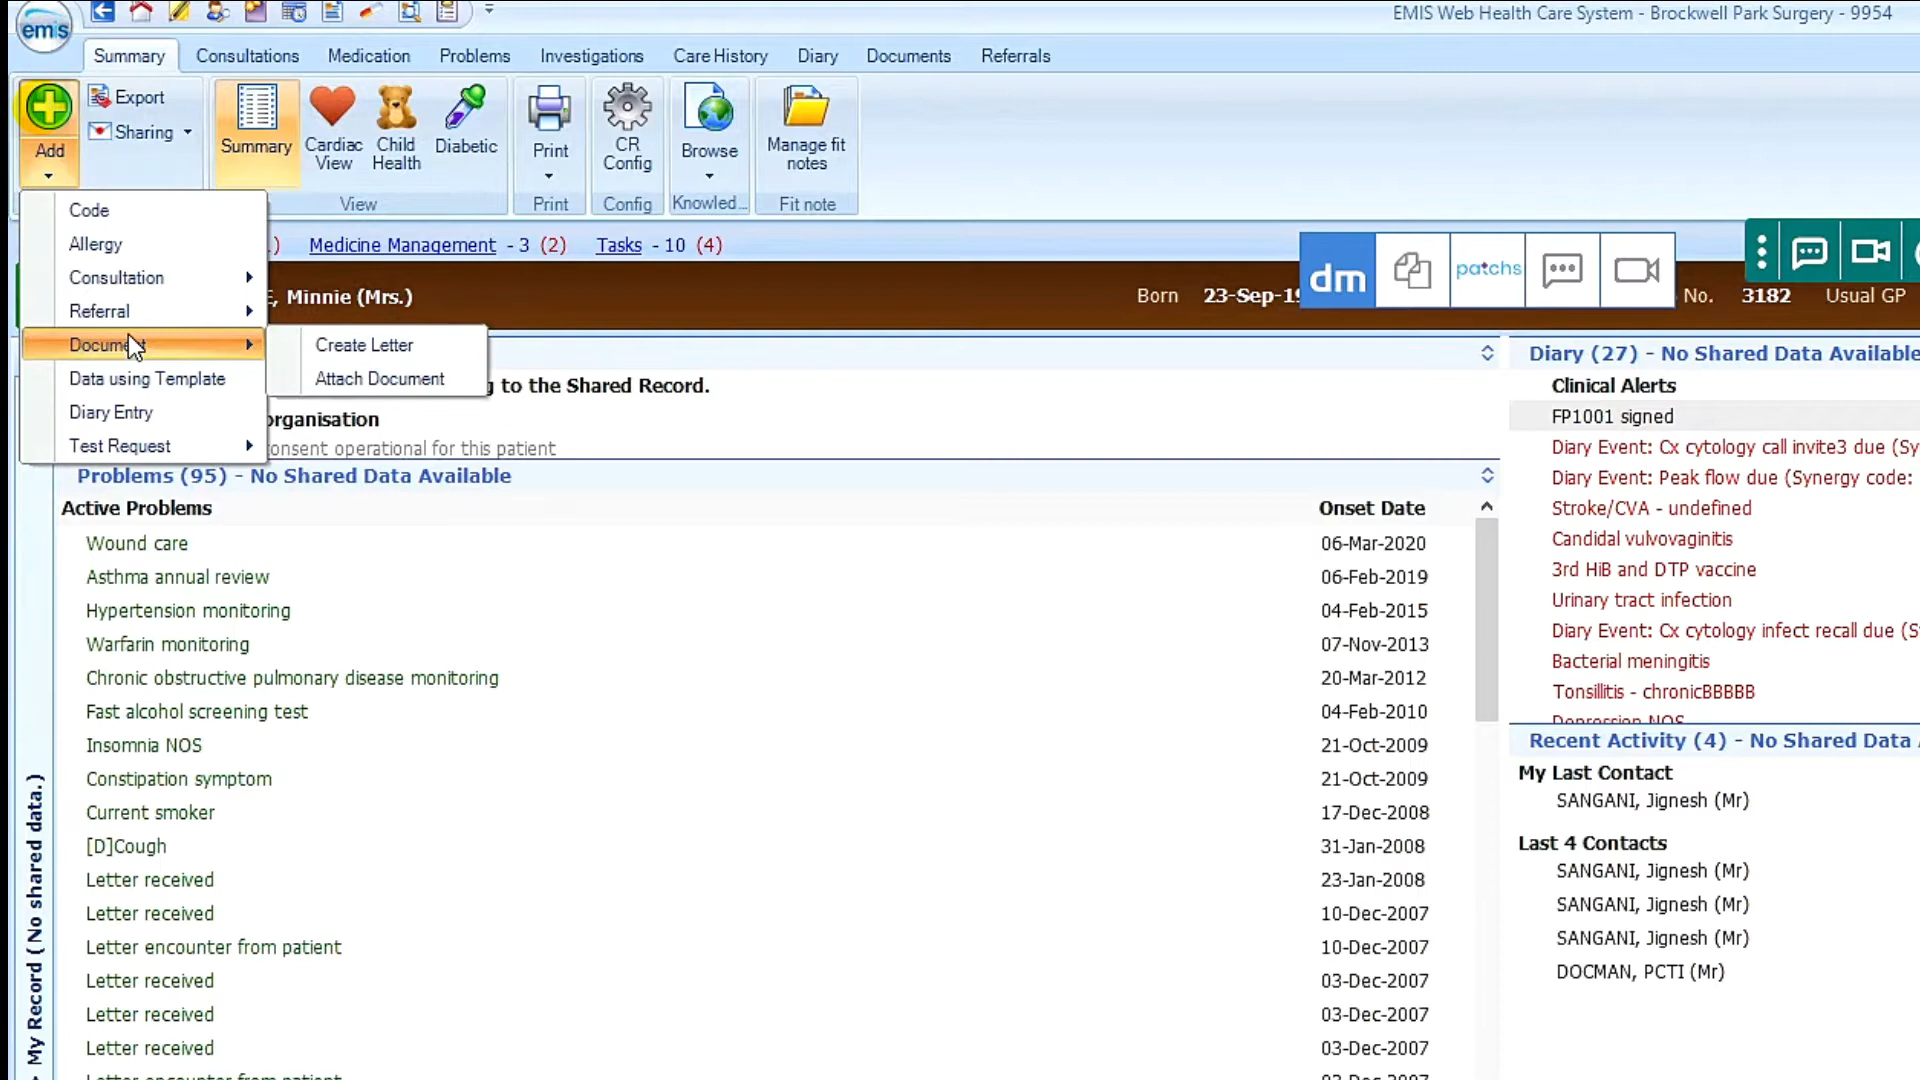 emis
EMIS Web Health Care System - Brockwell Park Surgery - 9954
Summary Consultations Medication Problems Investigations Care History Diary Documents Referrals
Add
Export
Sharing
Summary
Cardiac View
Child Health
Diabetic
Print
CR Config
Browse
Manage fit notes
View
Print
Config
Knowled...
Fit note
Code
Allergy
Consultation
Referral
Document
Data using Template
Diary Entry
Test Request
Create Letter
Attach Document
) Medicine Management - 3 (2) Tasks - 10 (4)
dm
patchs
, Minnie (Mrs.)
Born 23-Sep-19
No. 3182 Usual GP
g to the Shared Record.
organisation
onsent operational for this patient
Problems (95) - No Shared Data Available
Active Problems Onset Date
Wound care 06-Mar-2020
Asthma annual review 06-Feb-2019
Hypertension monitoring 04-Feb-2015
Warfarin monitoring 07-Nov-2013
Chronic obstructive pulmonary disease monitoring 20-Mar-2012
Fast alcohol screening test 04-Feb-2010
Insomnia NOS 21-Oct-2009
Constipation symptom 21-Oct-2009
Current smoker 17-Dec-2008
[D]Cough 31-Jan-2008
Letter received 23-Jan-2008
Letter received 10-Dec-2007
Letter encounter from patient 10-Dec-2007
Letter received 03-Dec-2007
Letter received 03-Dec-2007
Letter received 03-Dec-2007
Letter encounter from patient 03-Dec-2007
My Record (No shared data.)
Diary (27) - No Shared Data Available
Clinical Alerts
FP1001 signed
Diary Event: Cx cytology call invite3 due (Sy
Diary Event: Peak flow due (Synergy code:
Stroke/CVA - undefined
Candidal vulvovaginitis
3rd HiB and DTP vaccine
Urinary tract infection
Diary Event: Cx cytology infect recall due (S
Bacterial meningitis
Tonsillitis - chronicBBBBB
Depression NOS
Recent Activity (4) - No Shared Data
My Last Contact
SANGANI, Jignesh (Mr)
Last 4 Contacts
SANGANI, Jignesh (Mr)
SANGANI, Jignesh (Mr)
SANGANI, Jignesh (Mr)
DOCMAN, PCTI (Mr)